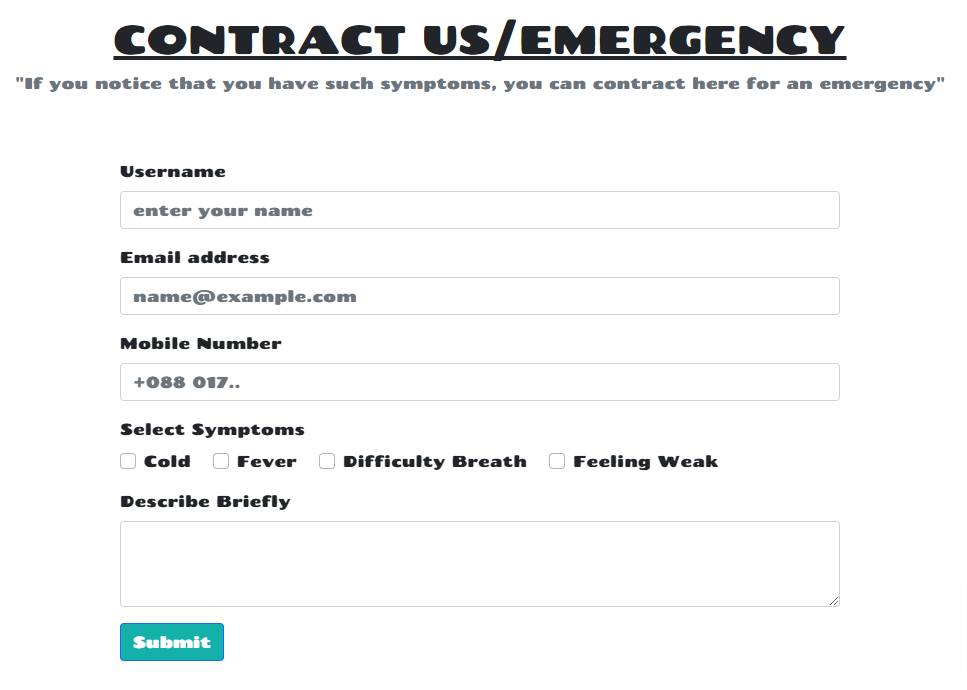 CONTRACT US/EMERGENCY
"If you notice that you have such symptoms, you can contract here for an emergency"
Username
enter your name
Email address
name@example.com
Mobile Number
+088 017..
Select Symptoms
Cold Fever Difficulty Breath Feeling Weak
Describe Briefly
Submit